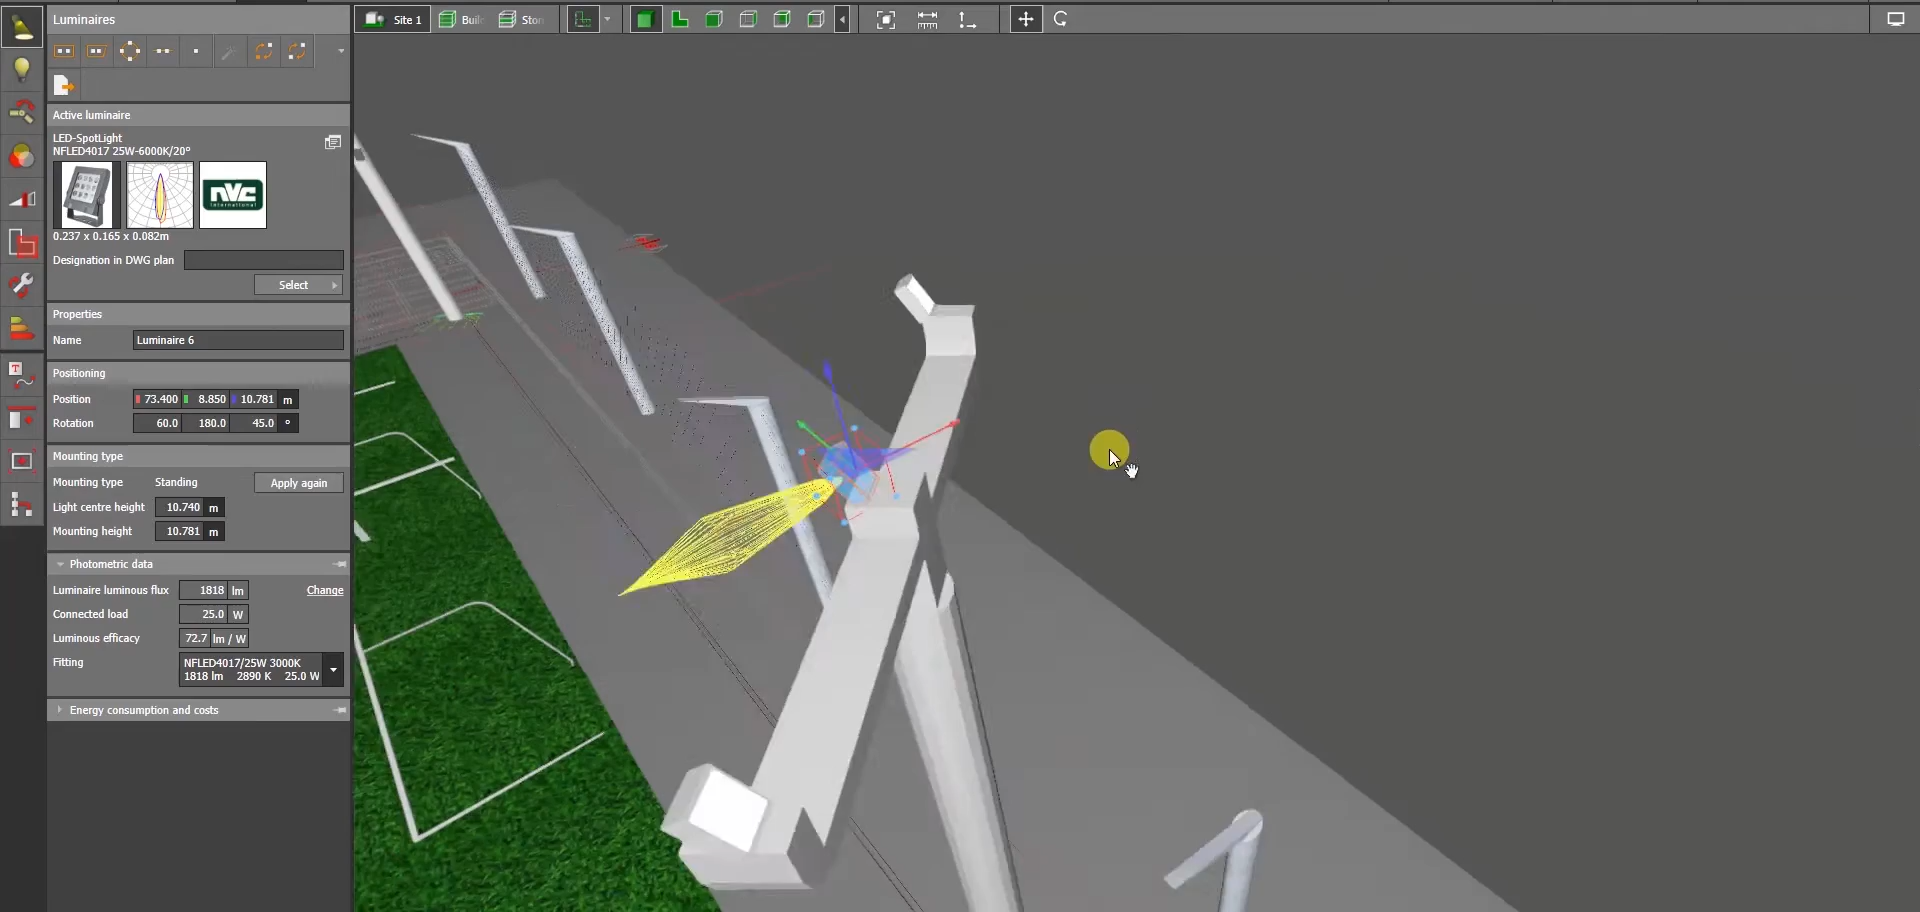 Luminaires
Site 1
Buil
Stor
Active luminaire
LED-SpotLight
NFLED4017 25W-6000K/20°
nVc
international
0.237 x 0.165 x 0.082m
Designation in DWG plan
Select
Properties
Name Luminaire 6
Positioning
Position 73.400 8.850 10.781 m
Rotation 60.0 180.0 45.0 °
Mounting type
Mounting type Standing Apply again
Light centre height 10.740 m
Mounting height 10.781 m
Photometric data
Luminaire luminous flux 1818 lm Change
Connected load 25.0 W
Luminous efficacy 72.7 lm / W
Fitting NFLED4017/25W 3000K
1818 lm 2890 K 25.0 W
Energy consumption and costs